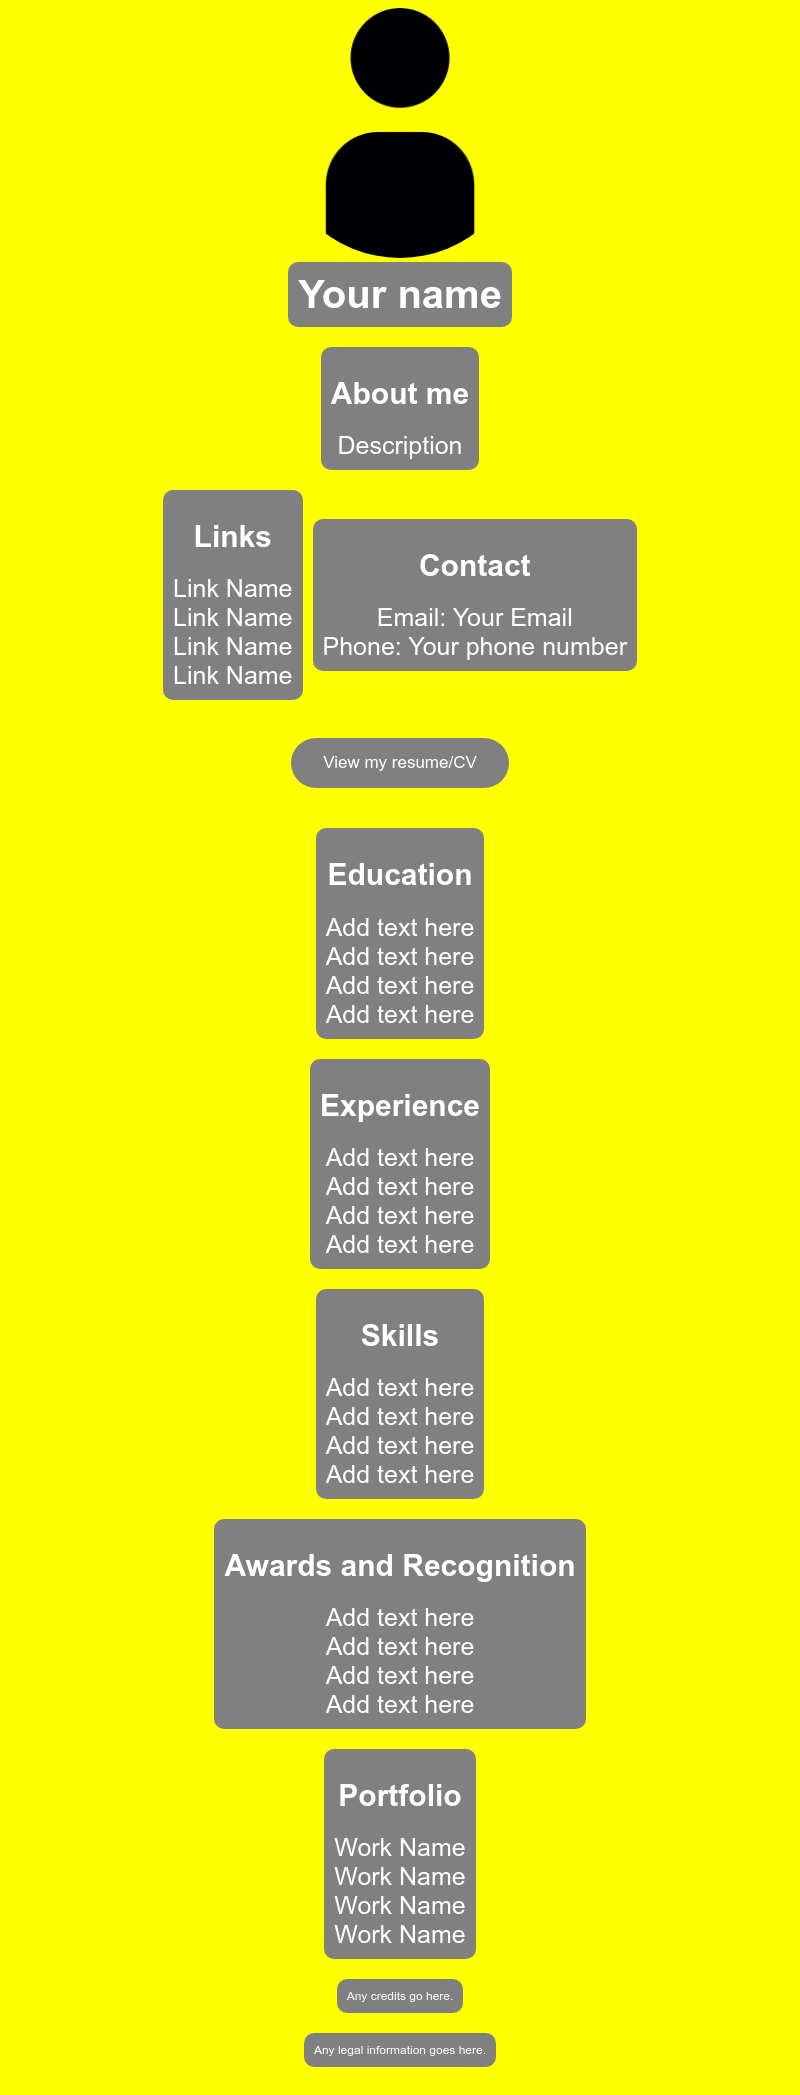 Your name
About me
Description
Links
Link Name
Link Name
Link Name
Link Name
Contact
Email: Your Email
Phone: Your phone number
View my resume/CV
Education
Add text here
Add text here
Add text here
Add text here
Experience
Add text here
Add text here
Add text here
Add text here
Skills
Add text here
Add text here
Add text here
Add text here
Awards and Recognition
Add text here
Add text here
Add text here
Add text here
Portfolio
Work Name
Work Name
Work Name
Work Name
Any credits go here.
Any legal information goes here.